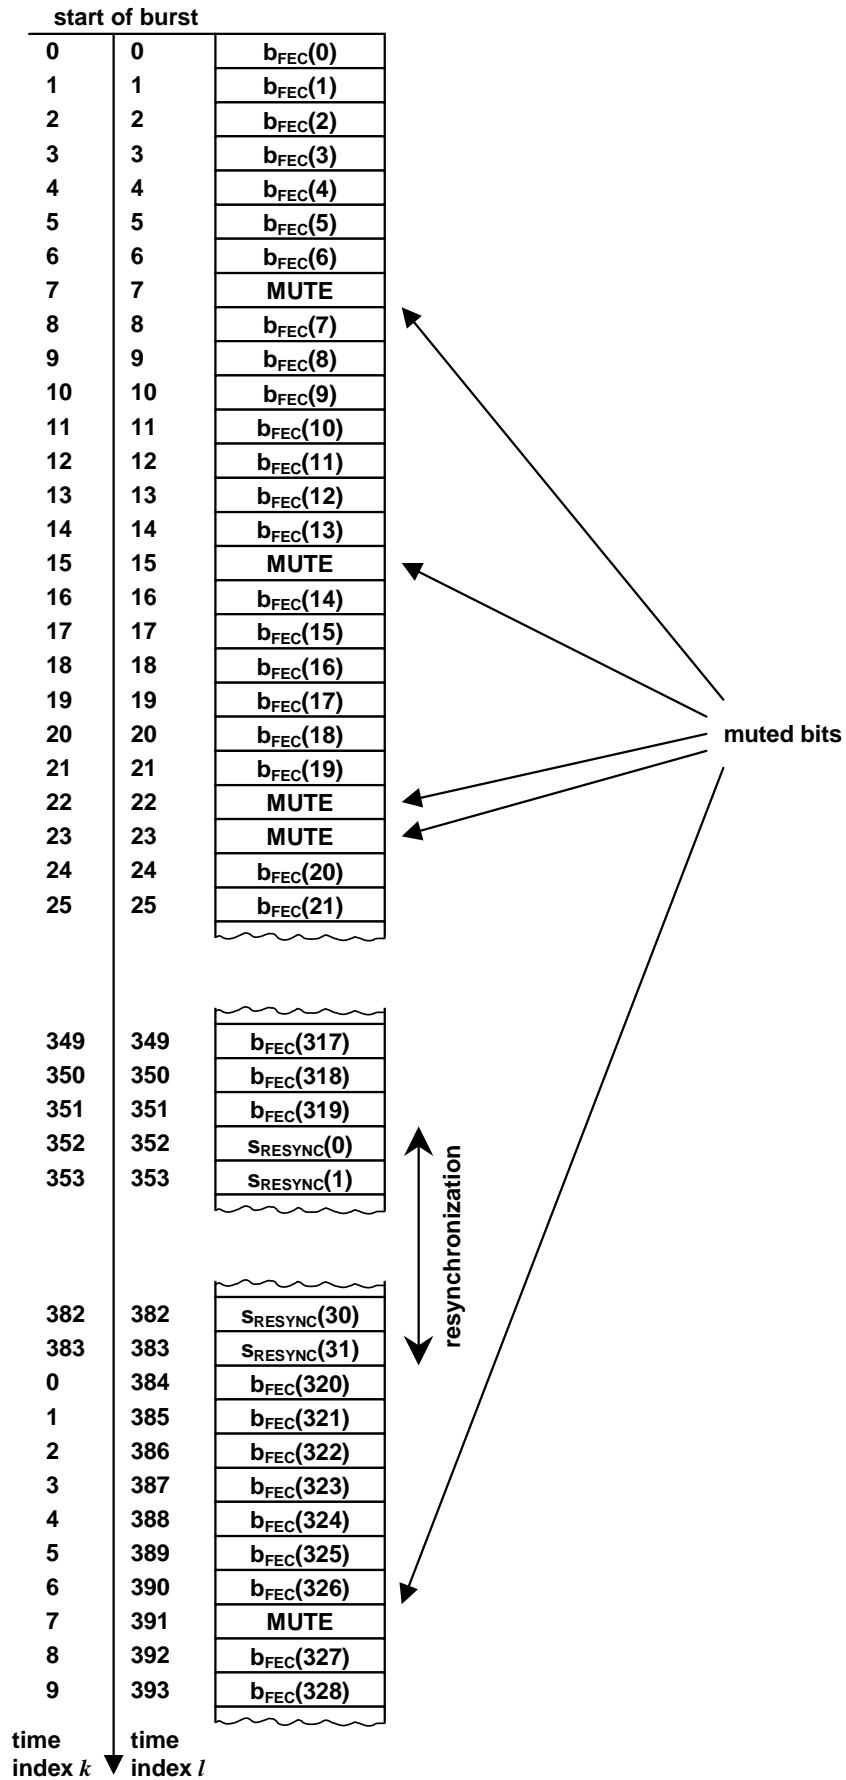 start of burst
0 0 bFEC(0)
1 1 bFEC(1)
2 2 bFEC(2)
3 3 bFEC(3)
4 4 bFEC(4)
5 5 bFEC(5)
6 6 bFEC(6)
7 7 MUTE
8 8 bFEC(7)
9 9 bFEC(8)
10 10 bFEC(9)
11 11 bFEC(10)
12 12 bFEC(11)
13 13 bFEC(12)
14 14 bFEC(13)
15 15 MUTE
16 16 bFEC(14)
17 17 bFEC(15)
18 18 bFEC(16)
19 19 bFEC(17)
20 20 bFEC(18)
muted bits
21 21 bFEC(19)
22 22 MUTE
23 23 MUTE
24 24 bFEC(20)
25 25 bFEC(21)
349 349 bFEC(317)
350 350 bFEC(318)
351 351 bFEC(319)
352 352 sRESYNC(0)
353 353 sRESYNC(1)
resynchronization
382 382 sRESYNC(30)
383 383 sRESYNC(31)
0 384 bFEC(320)
1 385 bFEC(321)
2 386 bFEC(322)
3 387 bFEC(323)
4 388 bFEC(324)
5 389 bFEC(325)
6 390 bFEC(326)
7 391 MUTE
8 392 bFEC(327)
9 393 bFEC(328)
time time
index k index l